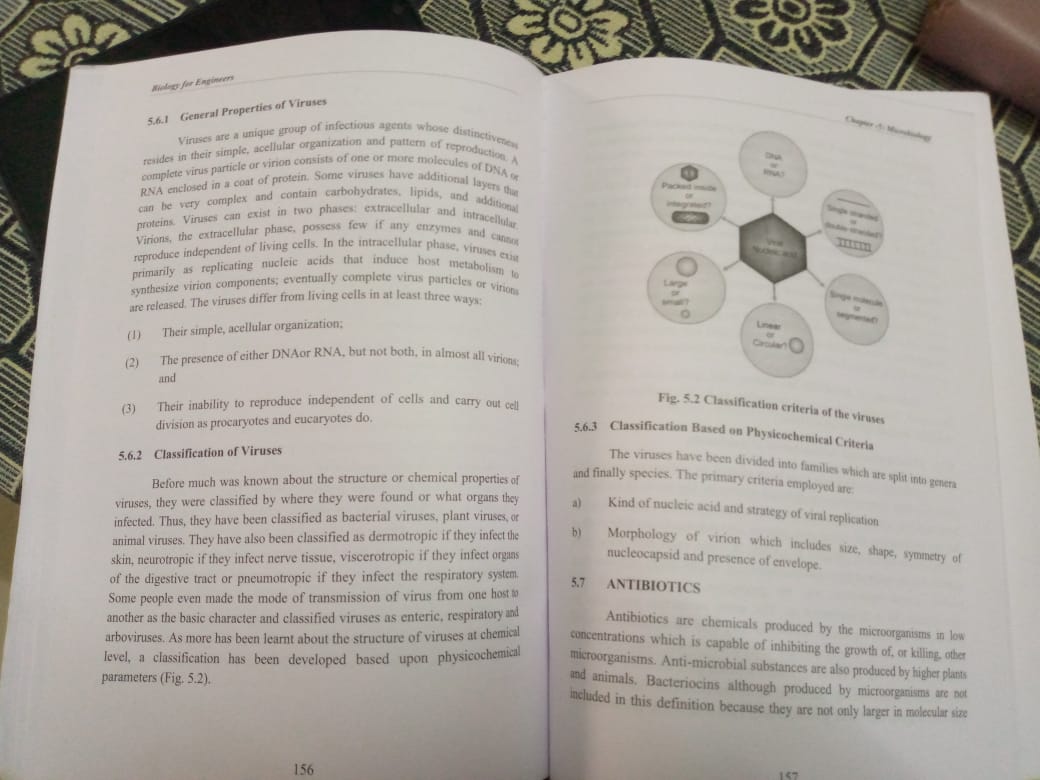 Biology for Engineers
5.6.1 General Properties of Viruses
Viruses are a unique group of infectious agents whose distinctiveness
resides in their simple, acellular organization and pattern of reproduction. A
complete virus particle or virion consists of one or more molecules of DNA or
RNA enclosed in a coat of protein. Some viruses have additional layers that
can be very complex and contain carbohydrates, lipids, and additional
proteins. Viruses can exist in two phases: extracellular and intracellular.
Virions, the extracellular phase, possess few if any enzymes and cannot
reproduce independent of living cells. In the intracellular phase, viruses exist
primarily as replicating nucleic acids that induce host metabolism to
synthesize virion components; eventually complete virus particles or virions
are released. The viruses differ from living cells in at least three ways:
(1) Their simple, acellular organization;
(2) The presence of either DNAor RNA, but not both, in almost all virions;
and
(3) Their inability to reproduce independent of cells and carry out cell
division as procaryotes and eucaryotes do.
5.6.2 Classification of Viruses
Before much was known about the structure or chemical properties of
viruses, they were classified by where they were found or what organs they
infected. Thus, they have been classified as bacterial viruses, plant viruses, or
animal viruses. They have also been classified as dermotropic if they infect the
skin, neurotropic if they infect nerve tissue, viscerotropic if they infect organs
of the digestive tract or pneumotropic if they infect the respiratory system.
Some people even made the mode of transmission of virus from one host to
another as the basic character and classified viruses as enteric, respiratory and
arboviruses. As more has been learnt about the structure of viruses at chemical
level, a classification has been developed based upon physicochemical
parameters (Fig. 5.2).
156
Chapter -5: Microbiology
DNA
or
RNA?
Packed inside
or
integrated?
Single stranded
or
double-stranded?
Viral
Nucleic acid
Large
or
small?
Single molecule
or
segmented?
Linear
or
Circular?
Fig. 5.2 Classification criteria of the viruses
5.6.3 Classification Based on Physicochemical Criteria
The viruses have been divided into families which are split into genera
and finally species. The primary criteria employed are:
a) Kind of nucleic acid and strategy of viral replication
b) Morphology of virion which includes size, shape, symmetry of
nucleocapsid and presence of envelope.
5.7 ANTIBIOTICS
Antibiotics are chemicals produced by the microorganisms in low
concentrations which is capable of inhibiting the growth of, or killing, other
microorganisms. Anti-microbial substances are also produced by higher plants
and animals. Bacteriocins although produced by microorganisms are not
included in this definition because they are not only larger in molecular size
157